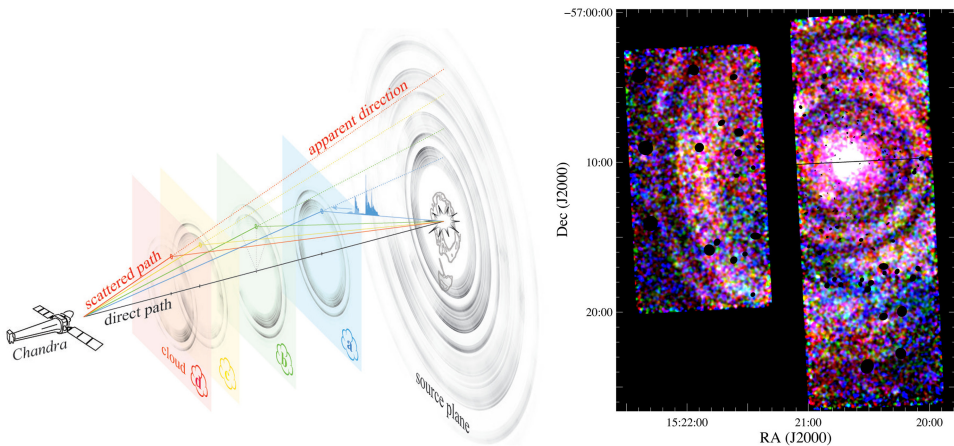 apparent direction
scattered path
direct path
Chandra
cloud
d
c
b
a
source plane
-57:00:00
10:00
20:00
Dec (J2000)
15:22:00
21:00
20:00
RA (J2000)